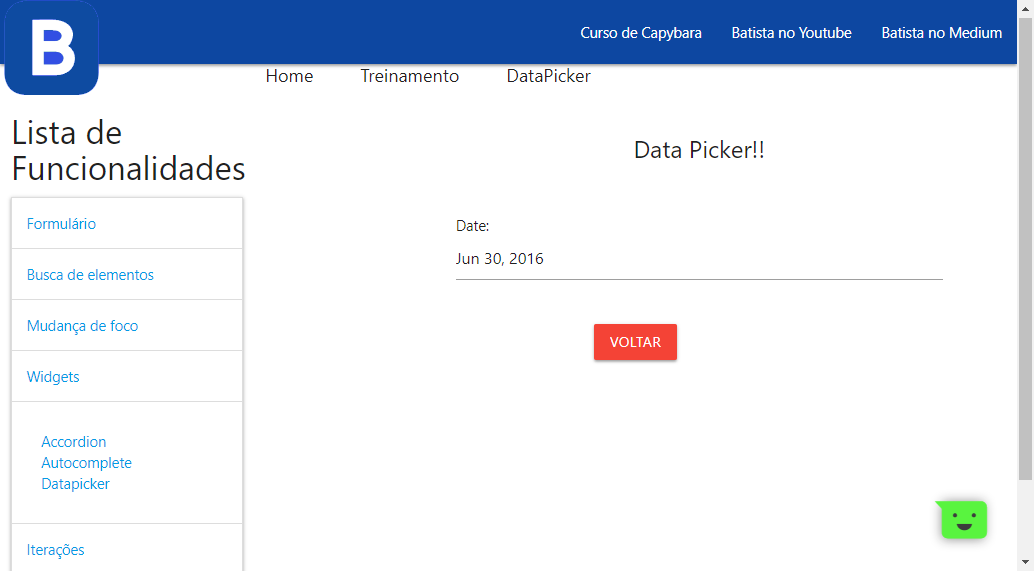 B
Curso de Capybara
Batista no Youtube
Batista no Medium
Home
Treinamento
DataPicker
Lista de
Funcionalidades
Formulário
Busca de elementos
Mudança de foco
Widgets
Accordion
Autocomplete
Datapicker
Iterações
Data Picker!!
Date:
Jun 30, 2016
VOLTAR